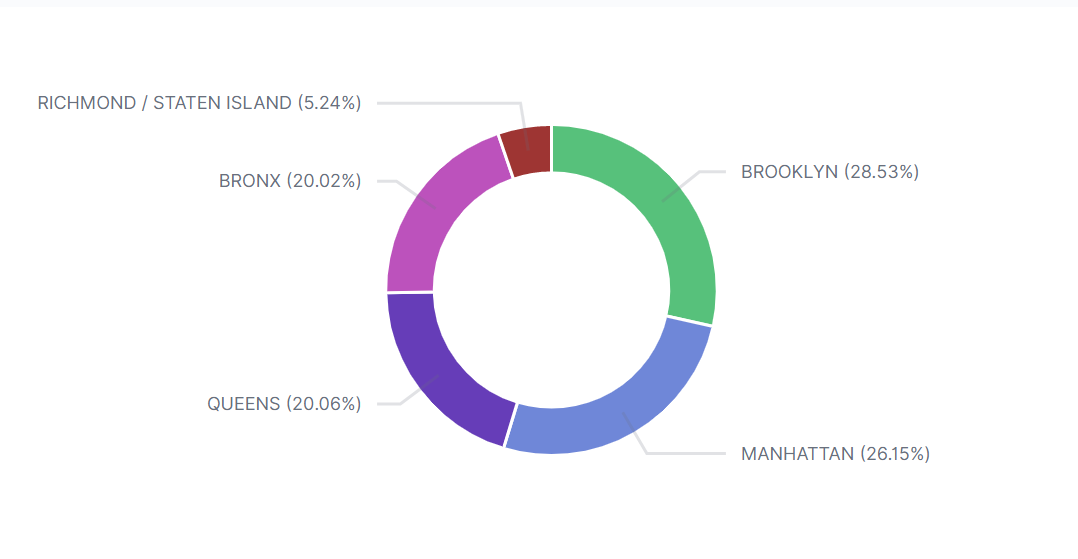 RICHMOND / STATEN ISLAND (5.24%)
BRONX (20.02%)
BROOKLYN (28.53%)
QUEENS (20.06%)
MANHATTAN (26.15%)